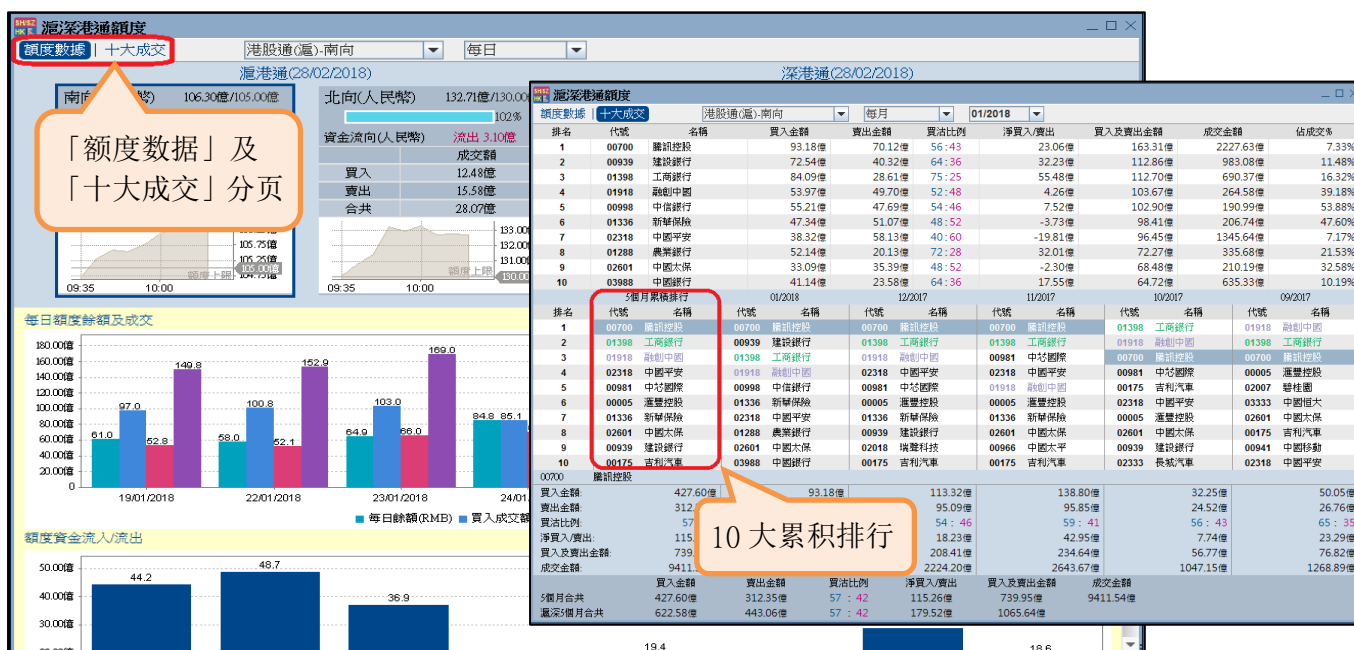 SH/SZ HK 滬深港通額度
額度數據 | 十大成交 港股通(滬)-南向 每日
滬港通(28/02/2018) 深港通(28/02/2018)
106.30億/105.00億 北向(人民幣) 132.71億
102%
資金流向(人民幣) 流出 3.10億
成交額
買入 12.48億
賣出 15.58億
合共 28.07億
「额度数据」及
「十大成交」分页
105.75億
105.25億
額度上限 105.00億
09:35 10:00
132.00
131.00
額度上限 130.00
09:35 10:00
每日額度餘額及成交
180.00億
160.00億
140.00億
120.00億
100.00億
80.00億
60.00億
40.00億
20.00億
0
61.0 97.0 149.8 52.8
58.0 100.8 152.9 52.1
64.9 103.0 169.0 66.0
84.8 85.1
19/01/2018 22/01/2018 23/01/2018 24/01
每日餘額(RMB) 買入成交額
額度資金流入/流出
50.00億
40.00億
30.00億
44.2 48.7 36.9 19.4 18.6
SH/SZ HK 滬深港通額度
額度數據 | 十大成交 港股通(滬)-南向 每月 01/2018
排名 代號 名稱 買入金額 賣出金額 買沽比例 淨買入/賣出 買入及賣出金額 成交金額 佔成交%
1 00700 騰訊控股 93.18億 70.12億 56:43 23.06億 163.31億 2227.63億 7.33%
2 00939 建設銀行 72.54億 40.32億 64:36 32.23億 112.86億 983.08億 11.48%
3 01398 工商銀行 84.09億 28.61億 75:25 55.48億 112.70億 690.37億 16.32%
4 01918 融創中國 53.97億 49.70億 52:48 4.26億 103.67億 264.58億 39.18%
5 00998 中信銀行 55.21億 47.69億 54:46 7.52億 102.90億 190.99億 53.88%
6 01336 新華保險 47.34億 51.07億 48:52 -3.73億 98.41億 206.74億 47.60%
7 02318 中國平安 38.32億 58.13億 40:60 -19.81億 96.45億 1345.64億 7.17%
8 01288 農業銀行 52.14億 20.13億 72:28 32.01億 72.27億 335.68億 21.53%
9 02601 中國太保 33.09億 35.39億 48:52 -2.30億 68.48億 210.19億 32.58%
10 03988 中國銀行 41.14億 23.58億 64:36 17.55億 64.72億 635.33億 10.19%
5個月累積排行 01/2018 12/2017 11/2017 10/2017 09/2017
排名 代號 名稱 代號 名稱 代號 名稱 代號 名稱 代號 名稱 代號 名稱
1 00700 騰訊控股 00700 騰訊控股 00700 騰訊控股 00700 騰訊控股 01398 工商銀行 01918 融創中國
2 01398 工商銀行 00939 建設銀行 01398 工商銀行 01398 工商銀行 01918 融創中國 01398 工商銀行
3 01918 融創中國 01398 工商銀行 01918 融創中國 00981 中芯國際 00700 騰訊控股 00700 騰訊控股
4 02318 中國平安 01918 融創中國 02318 中國平安 02318 中國平安 00981 中芯國際 00005 滙豐控股
5 00981 中芯國際 00998 中信銀行 00981 中芯國際 01918 融創中國 00175 吉利汽車 02007 碧桂園
6 00005 滙豐控股 01336 新華保險 00005 滙豐控股 00005 滙豐控股 02318 中國平安 03333 中國恒大
7 01336 新華保險 02318 中國平安 01336 新華保險 01336 新華保險 00005 滙豐控股 02601 中國太保
8 02601 中國太保 01288 農業銀行 00939 建設銀行 02601 中國太保 02601 中國太保 00175 吉利汽車
9 00939 建設銀行 02601 中國太保 02018 瑞聲科技 00966 中國太平 00939 建設銀行 00941 中國移動
10 00175 吉利汽車 03988 中國銀行 00175 吉利汽車 00175 吉利汽車 02333 長城汽車 02318 中國平安
00700 騰訊控股
買入金額: 427.60億 93.18億 113.32億 138.80億 32.25億 50.05億
賣出金額: 312. 95.09億 95.85億 24.52億 26.76億
買沽比例: 57 54 : 46 59 : 41 56 : 43 65 : 35
淨買入/賣出: 115. 18.23億 42.95億 7.74億 23.29億
買入及賣出金額: 739. 208.41億 234.64億 56.77億 76.82億
成交金額: 9411. 2224.20億 2643.67億 1047.15億 1268.89億
10 大累积排行
買入金額 賣出金額 買沽比例 淨買入/賣出 買入及賣出金額 成交金額
5個月合共 427.60億 312.35億 57 : 42 115.26億 739.95億 9411.54億
滬深5個月合共 622.58億 443.06億 57 : 42 179.52億 1065.64億